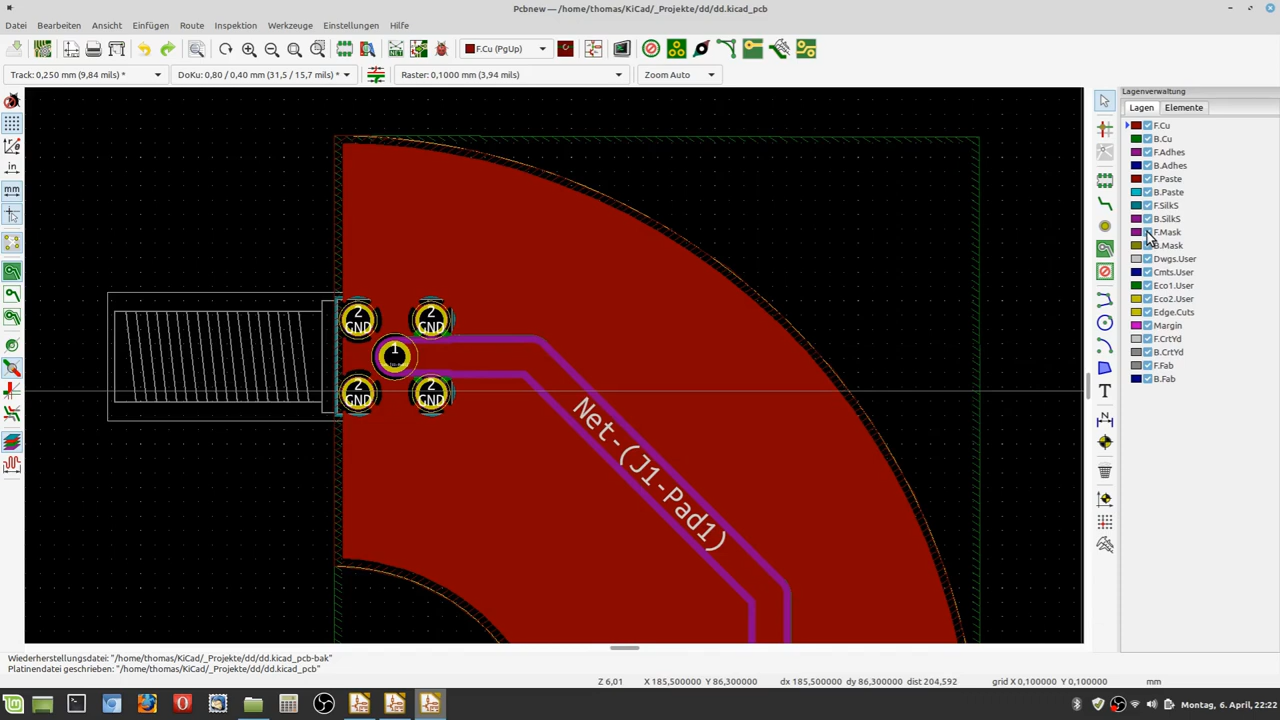 Pcbnew — /home/thomas/KiCad/_Projekte/dd/dd.kicad_pcb
Datei Bearbeiten Ansicht Einfügen Route Inspektion Werkzeuge Einstellungen Hilfe
F.Cu (PgUp)
Track: 0,250 mm (9,84 mils) * DoKu: 0,80 / 0,40 mm (31,5 / 15,7 mils) * Raster: 0,1000 mm (3,94 mils) Zoom Auto
Lagenverwaltung
Lagen Elemente
F.Cu
B.Cu
F.Adhes
B.Adhes
F.Paste
B.Paste
F.SilkS
B.SilkS
F.Mask
B.Mask
Dwgs.User
Cmts.User
Eco1.User
Eco2.User
Edge.Cuts
Margin
F.CrtYd
B.CrtYd
F.Fab
B.Fab
in
mm
NET
2 GND
2 GND
1
2 GND
2 GND
Net-(J1-Pad1)
Wiederherstellungsdatei: "/home/thomas/KiCad/_Projekte/dd/dd.kicad_pcb-bak"
Platinendatei geschrieben: "/home/thomas/KiCad/_Projekte/dd/dd.kicad_pcb"
Z 6,01 X 185,500000 Y 86,300000 dx 185,500000 dy 86,300000 dist 204,592 grid X 0,100000 Y 0,100000 mm
Montag, 6. April, 22:22